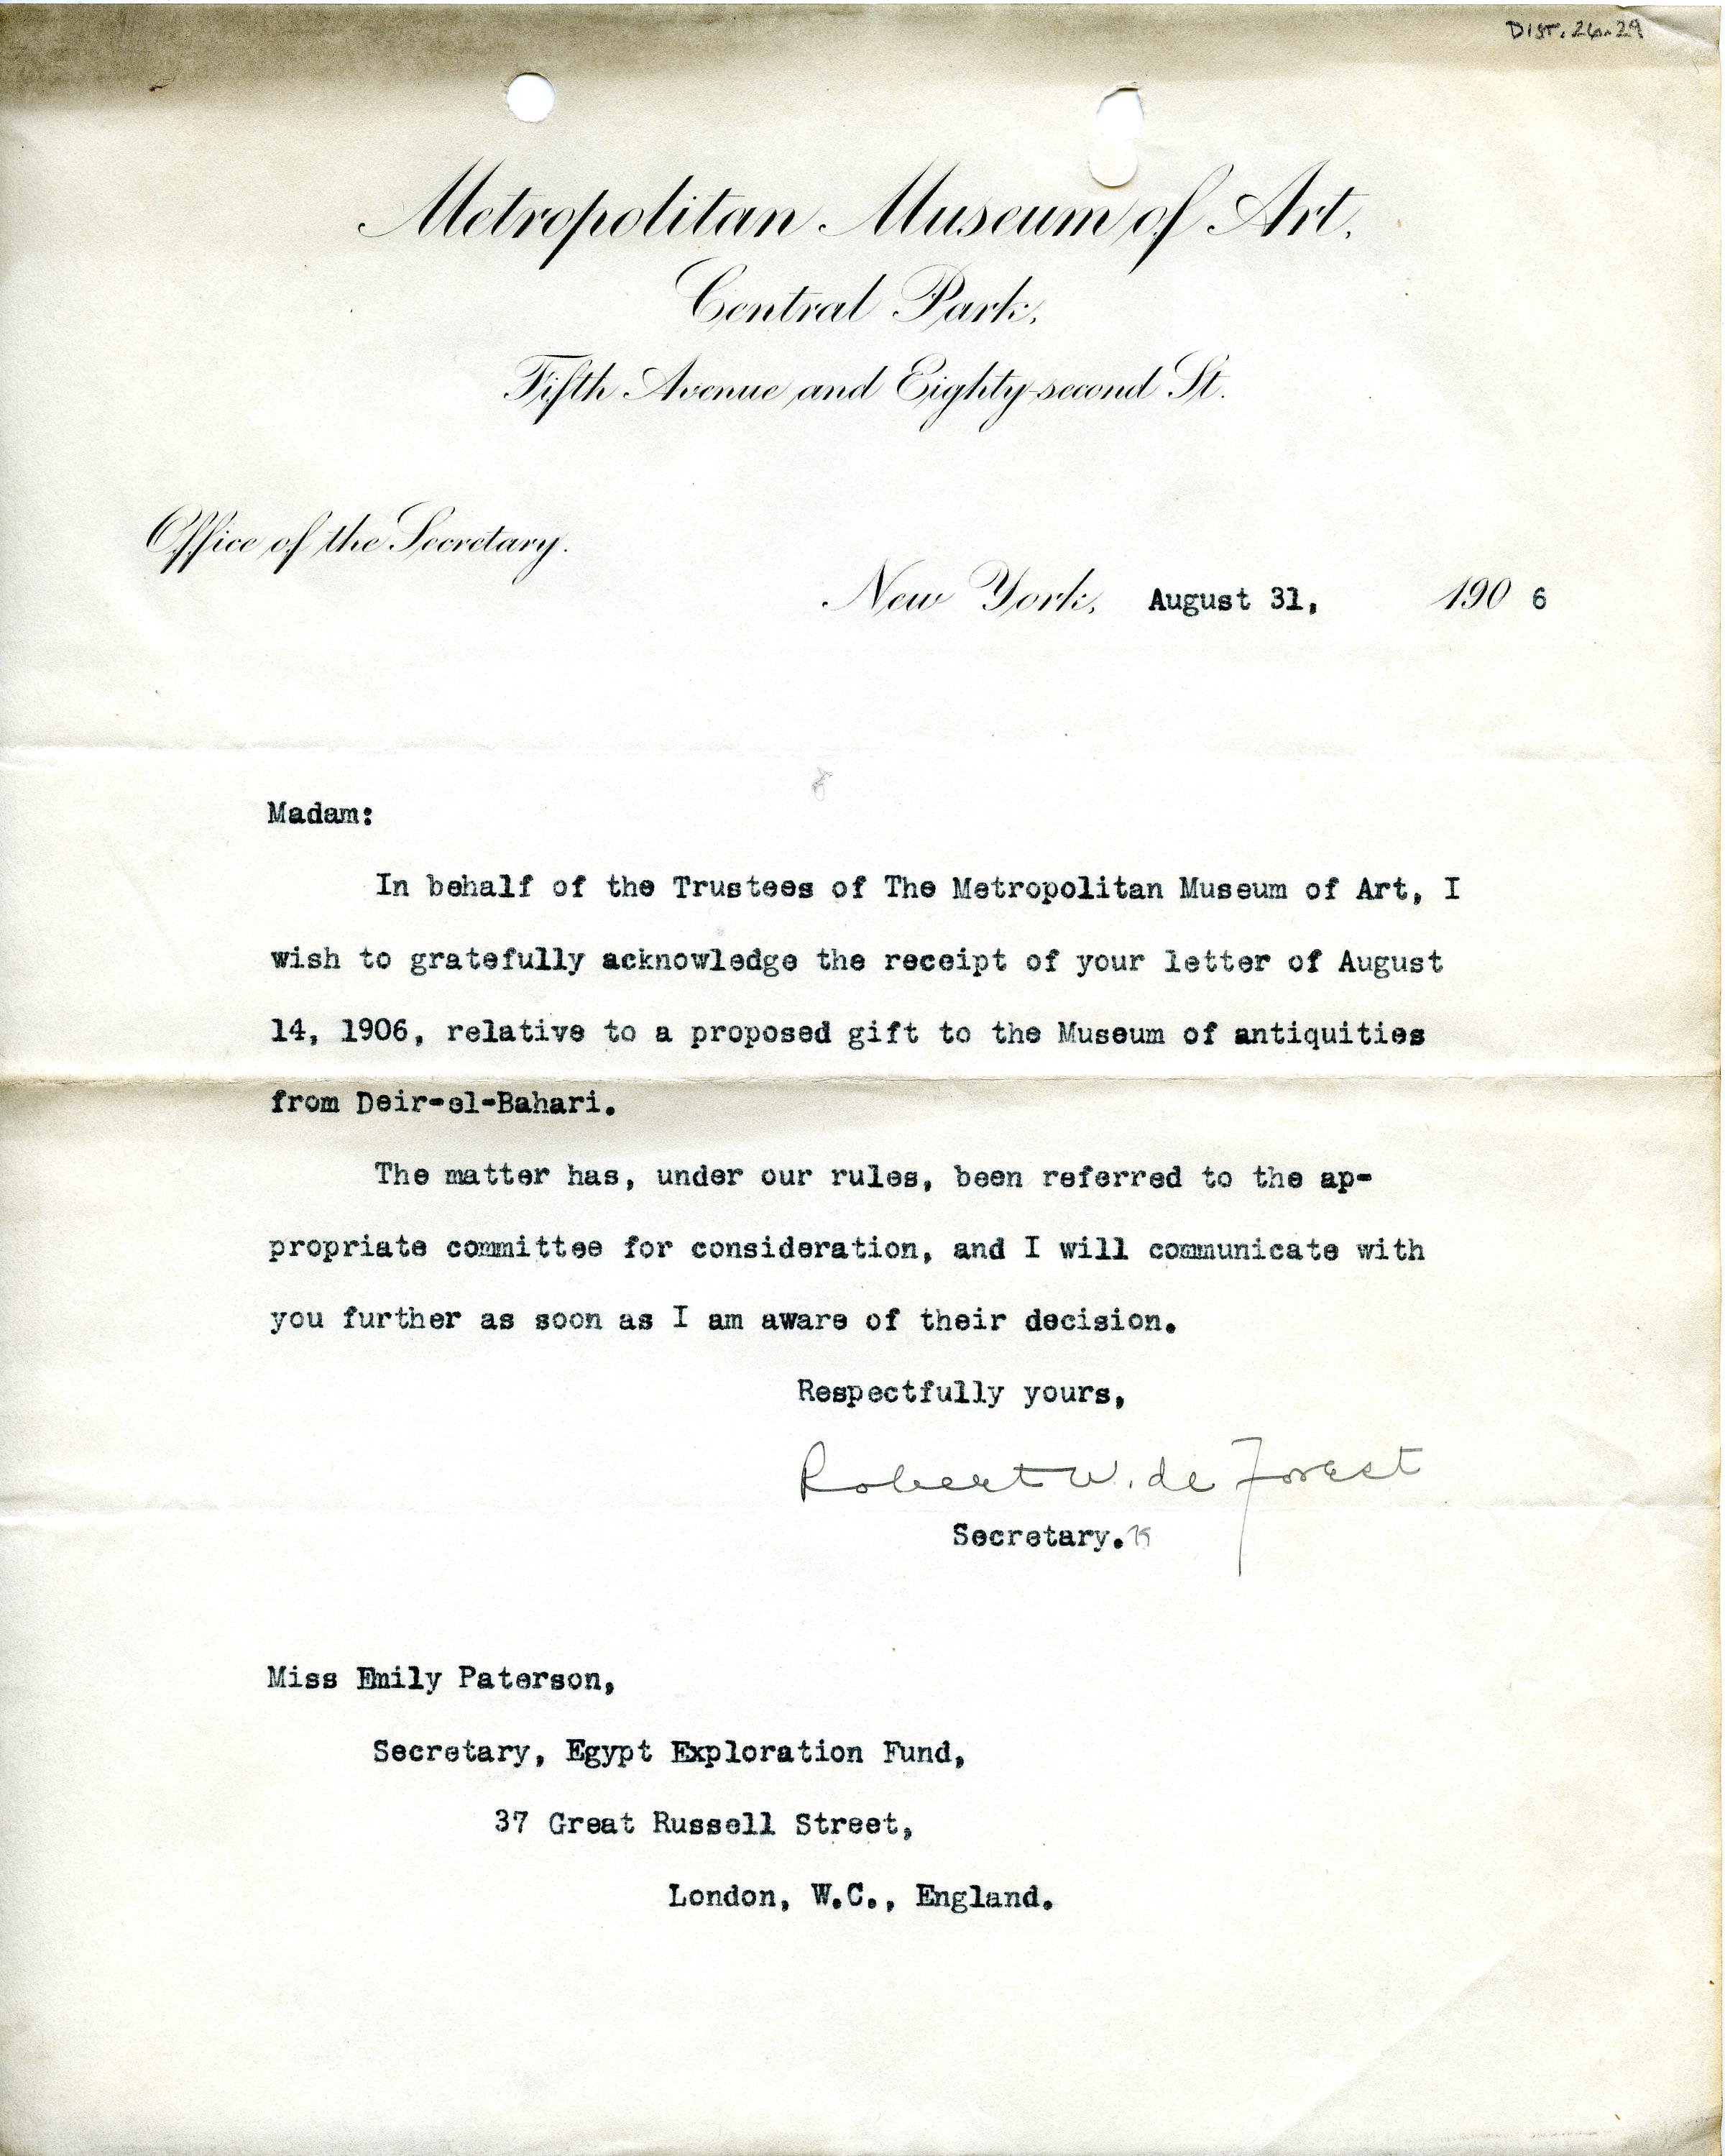 DIST. 26.29
Metropolitan Museum of Art,
Central Park,
Fifth Avenue and Eighty-second St.
Office of the Secretary.
New York, August 31, 1906
Madam:
In behalf of the Trustees of The Metropolitan Museum of Art, I
wish to gratefully acknowledge the receipt of your letter of August
14, 1906, relative to a proposed gift to the Museum of antiquities
from Deir-el-Bahari.
The matter has, under our rules, been referred to the ap-
propriate committee for consideration, and I will communicate with
you further as soon as I am aware of their decision.
Respectfully yours,
Robert W. de Forest
Secretary.
Miss Emily Paterson,
Secretary, Egypt Exploration Fund,
37 Great Russell Street,
London, W.C., England.